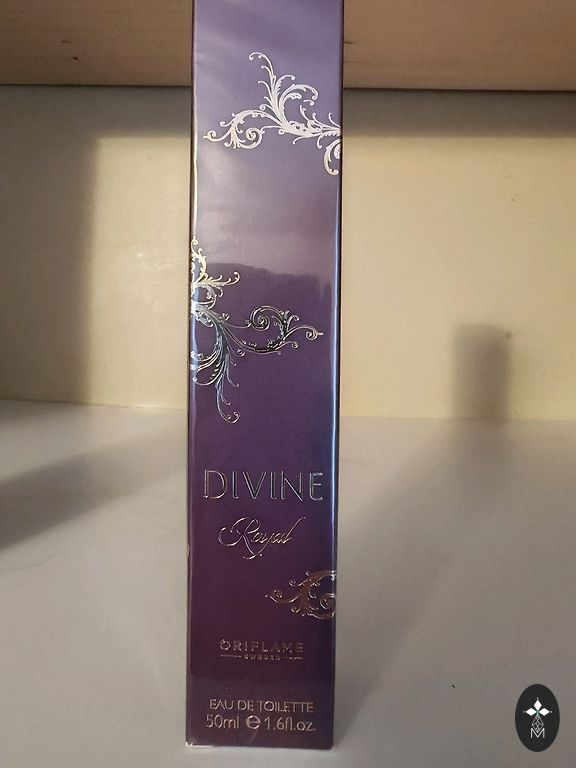 DIVINE
Royal
ORIFLAME
SWEDEN
EAU DE TOILETTE
50ml ℮ 1.6fl.oz.
M